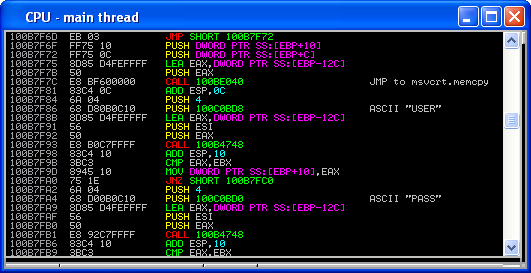 CPU - main thread
100B7F6D EB 03 JMP SHORT 100B7F72
100B7F6F FF75 10 PUSH DWORD PTR SS:[EBP+10]
100B7F72 FF75 0C PUSH DWORD PTR SS:[EBP+C]
100B7F75 8D85 D4FEFFFF LEA EAX,DWORD PTR SS:[EBP-12C]
100B7F7B 50 PUSH EAX
100B7F7C E8 BF600000 CALL 100BE040 JMP to msvcrt.memcpy
100B7F81 83C4 0C ADD ESP,0C
100B7F84 6A 04 PUSH 4
100B7F86 68 D80B0C10 PUSH 100C0BD8 ASCII "USER"
100B7F8B 8D85 D4FEFFFF LEA EAX,DWORD PTR SS:[EBP-12C]
100B7F91 56 PUSH ESI
100B7F92 50 PUSH EAX
100B7F93 E8 B0C7FFFF CALL 100B4748
100B7F98 83C4 10 ADD ESP,10
100B7F9B 3BC3 CMP EAX,EBX
100B7F9D 8945 10 MOV DWORD PTR SS:[EBP+10],EAX
100B7FA0 75 1E JNZ SHORT 100B7FC0
100B7FA2 6A 04 PUSH 4
100B7FA4 68 D00B0C10 PUSH 100C0BD0 ASCII "PASS"
100B7FA9 8D85 D4FEFFFF LEA EAX,DWORD PTR SS:[EBP-12C]
100B7FAF 56 PUSH ESI
100B7FB0 50 PUSH EAX
100B7FB1 E8 92C7FFFF CALL 100B4748
100B7FB6 83C4 10 ADD ESP,10
100B7FB9 3BC3 CMP EAX,EBX